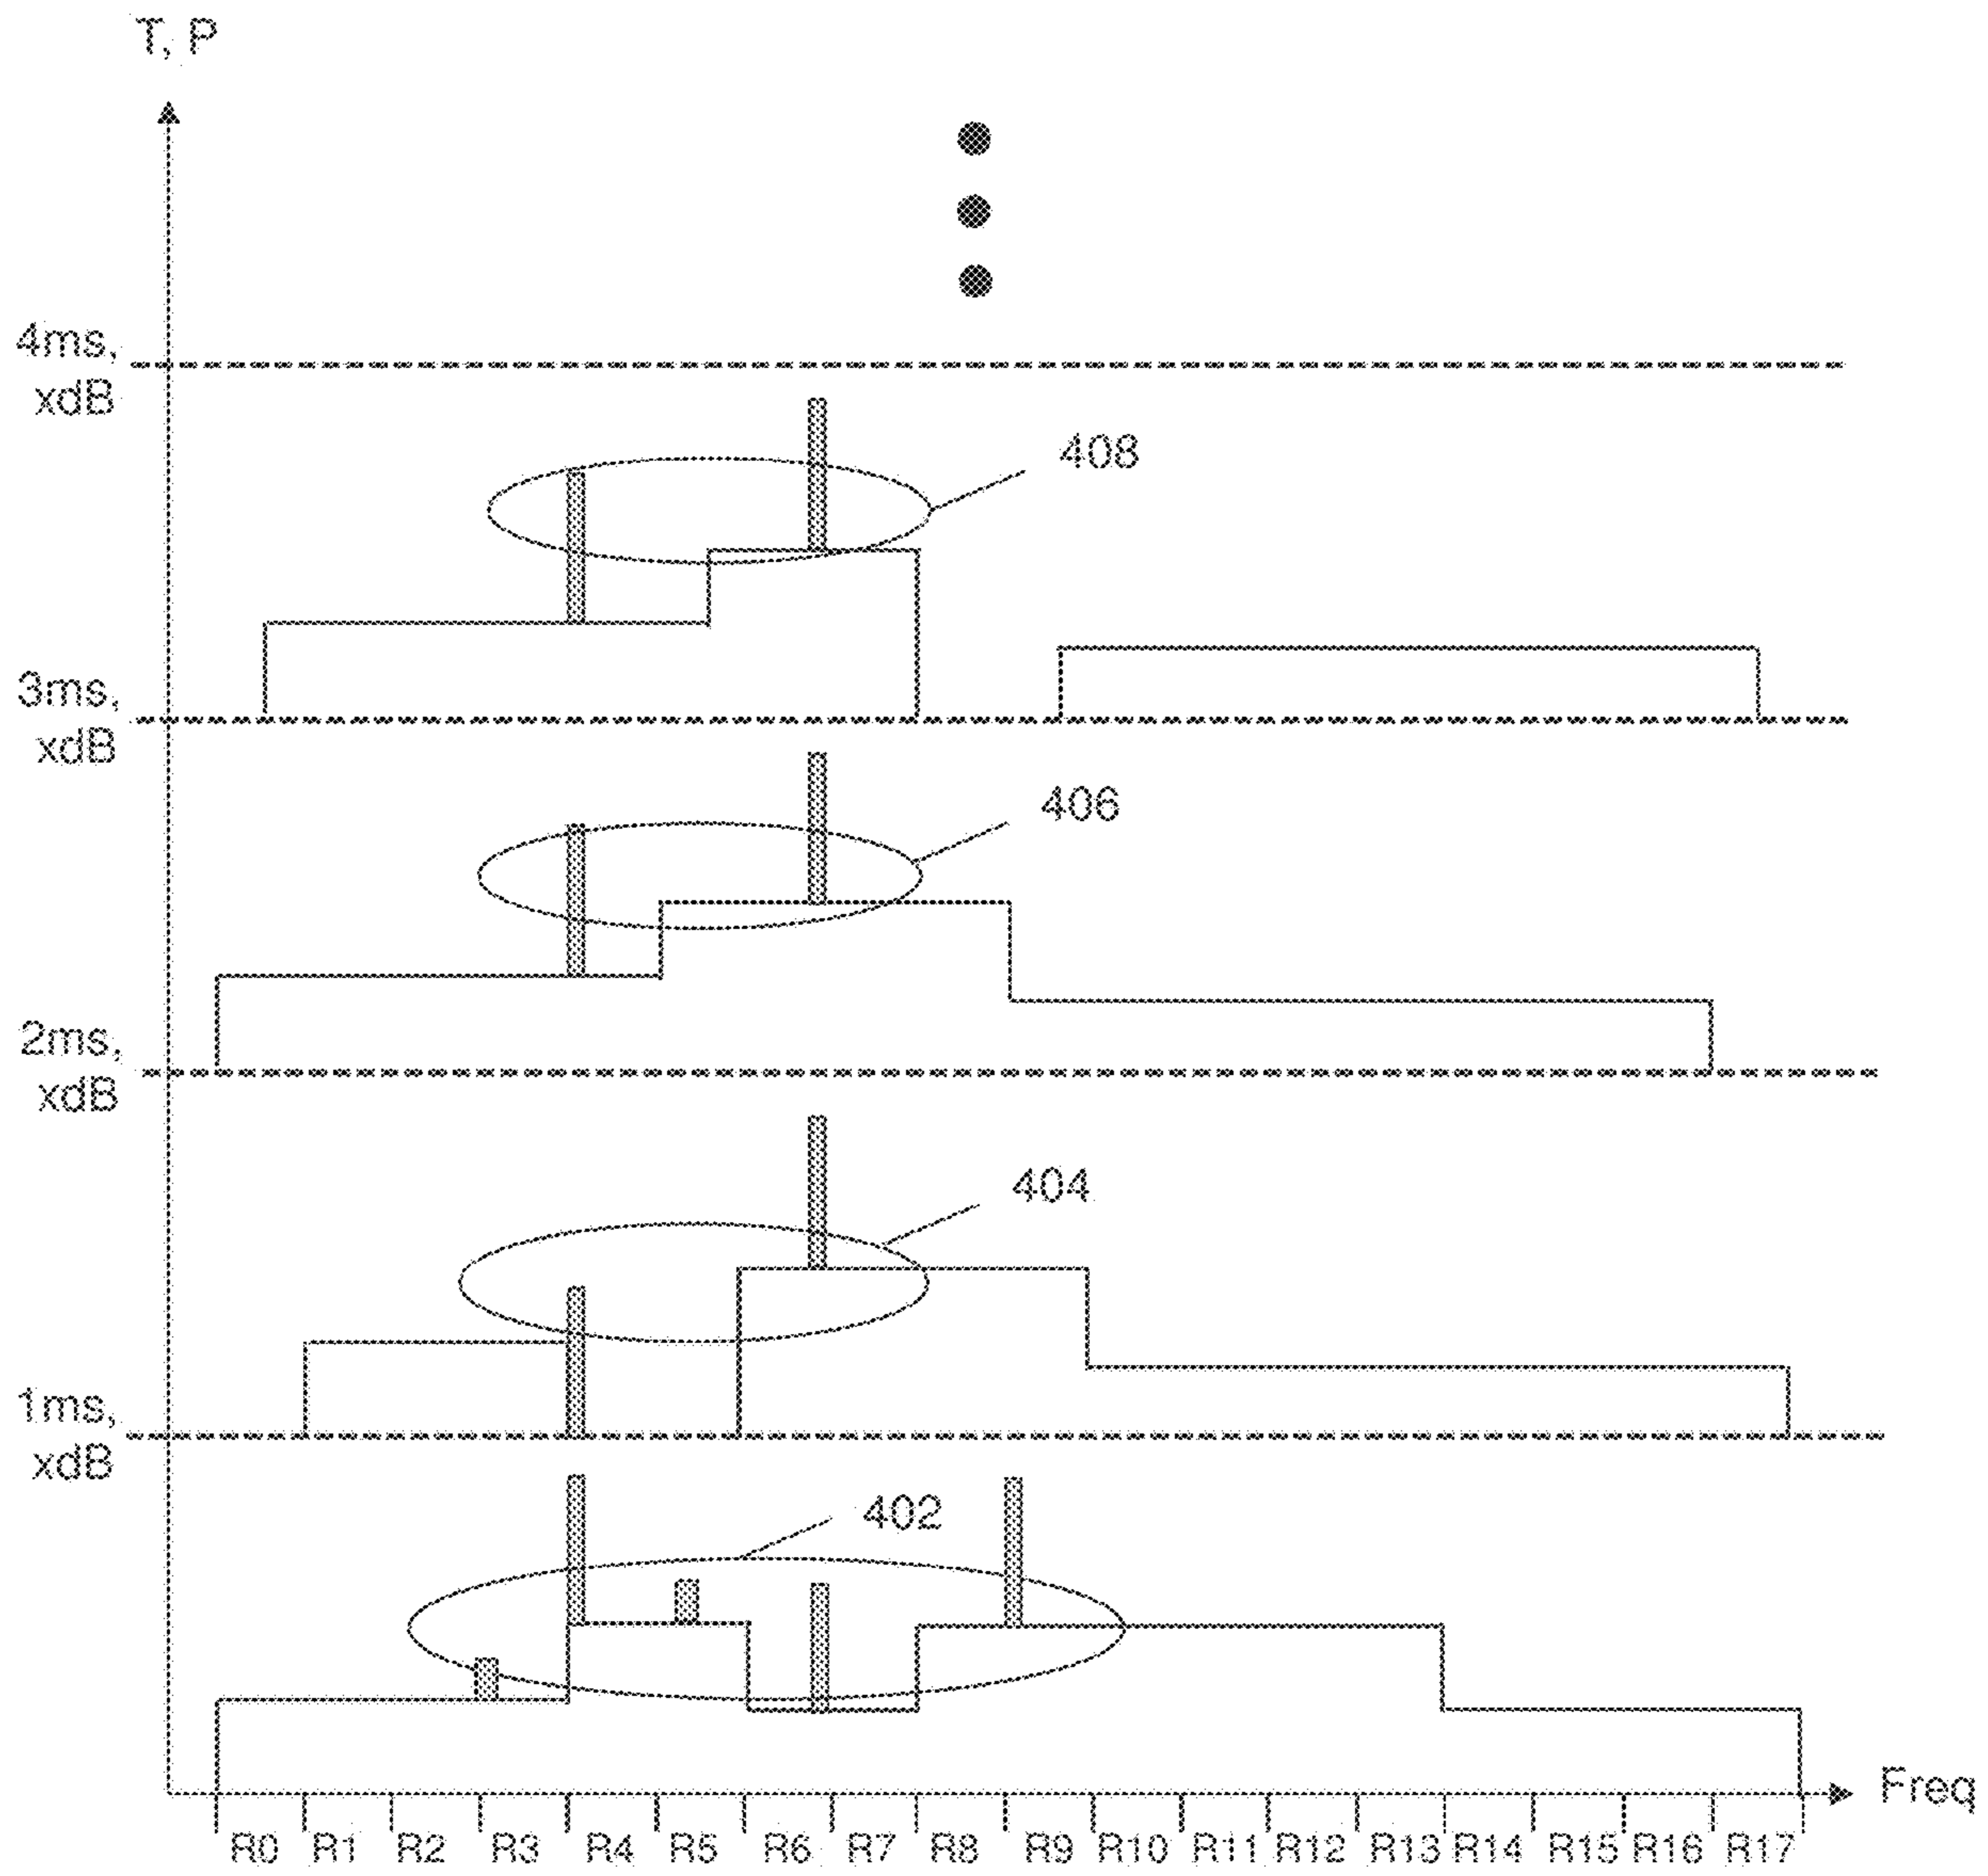 T, P
4ms,
xdB
408
3ms,
xdB
406
2ms,
xdB
404
1ms,
xdB
402
Freq
R0 R1 R2 R3 R4 R5 R6 R7 R8 R9 R10 R11 R12 R13 R14 R15 R16 R17